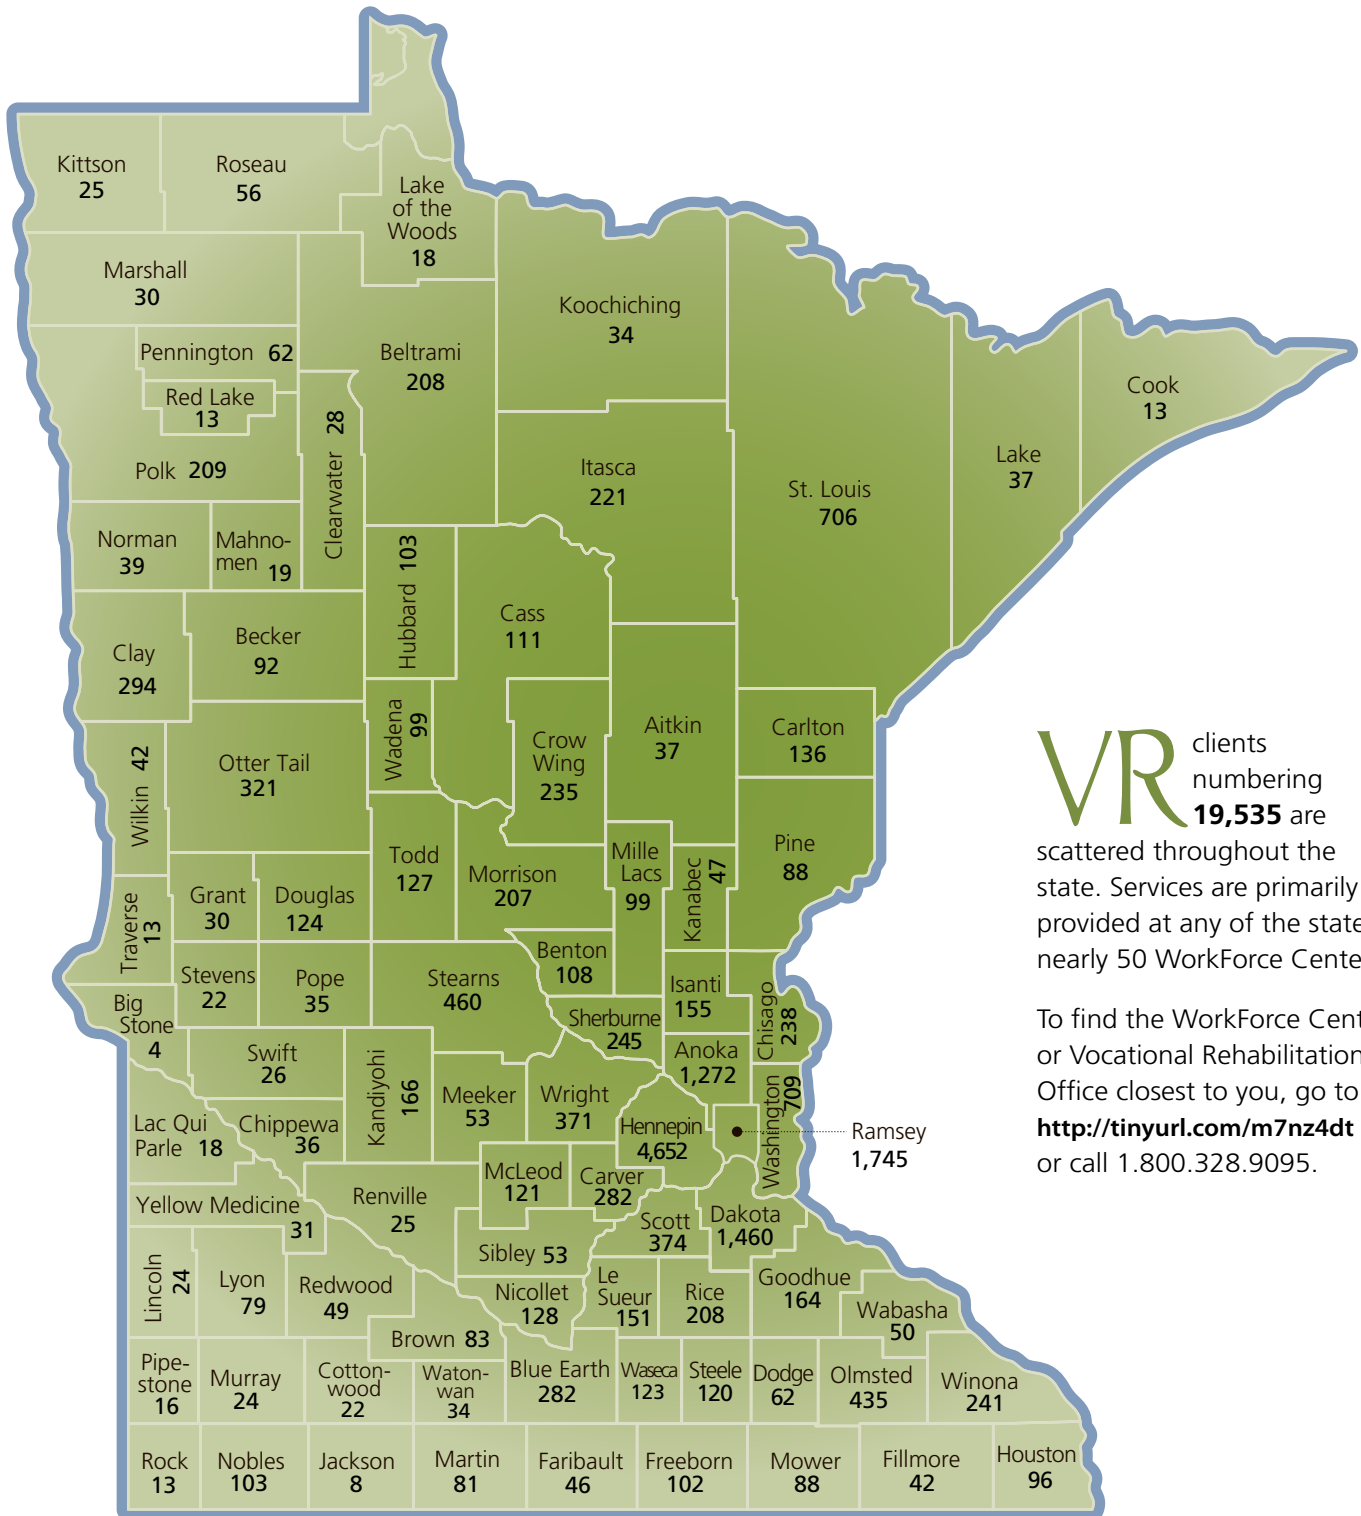 Kittson
25
Roseau
56
Lake
of the
Woods
18
Marshall
30
Koochiching
34
Pennington 62
Beltrami
208
Red Lake
13
Cook
13
Clearwater 28
Polk 209
Itasca
221
St. Louis
706
Lake
37
Norman
39
Mahno-
men 19
Hubbard 103
Cass
111
Clay
294
Becker
92
Wadena 99
Aitkin
37
Carlton
136
Crow
Wing
235
Wilkin 42
Otter Tail
321
Todd
127
Morrison
207
Mille
Lacs
99
Kanabec 47
Pine
88
Traverse 13
Grant
30
Douglas
124
Benton
108
Stevens
22
Pope
35
Stearns
460
Isanti
155
Chisago 238
Big
Stone
4
Sherburne
245
Swift
26
Kandiyohi 166
Anoka
1,272
Meeker
53
Wright
371
Washington 709
Lac Qui
Parle 18
Chippewa
36
Hennepin
4,652
Ramsey
1,745
McLeod
121
Carver
282
Yellow Medicine
31
Renville
25
Scott
374
Dakota
1,460
Sibley 53
Lincoln 24
Lyon
79
Redwood
49
Nicollet
128
Le
Sueur
151
Rice
208
Goodhue
164
Wabasha
50
Brown 83
Pipe-
stone
16
Murray
24
Cotton-
wood
22
Waton-
wan
34
Blue Earth
282
Waseca
123
Steele
120
Dodge
62
Olmsted
435
Winona
241
Rock
13
Nobles
103
Jackson
8
Martin
81
Faribault
46
Freeborn
102
Mower
88
Fillmore
42
Houston
96
VR clients
numbering
19,535 are
scattered throughout the
state. Services are primarily
provided at any of the state
nearly 50 WorkForce Cente
To find the WorkForce Cent
or Vocational Rehabilitation
Office closest to you, go to
http://tinyurl.com/m7nz4dt
or call 1.800.328.9095.